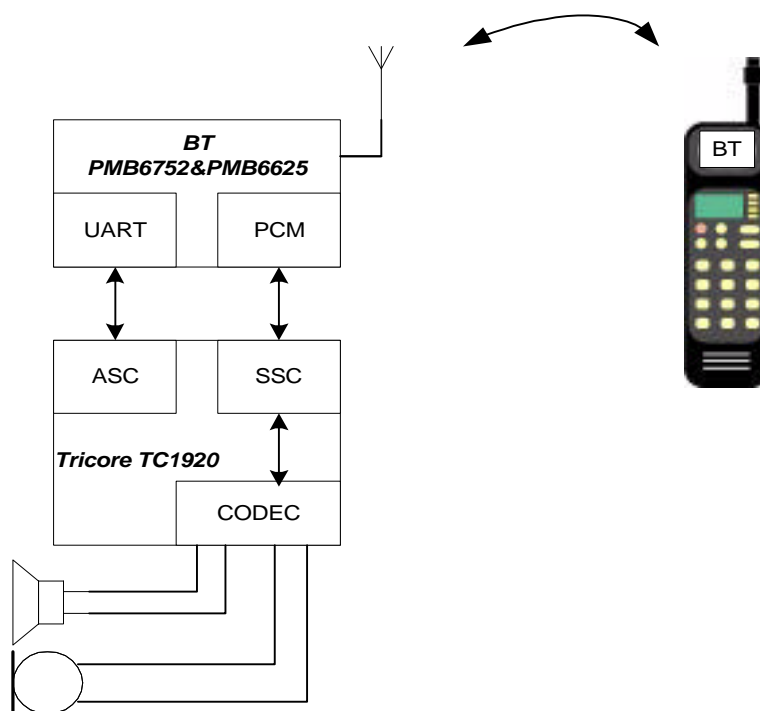 BT
PMB6752&PMB6625
BT
UART
PCM
ASC
SSC
Tricore TC1920
CODEC